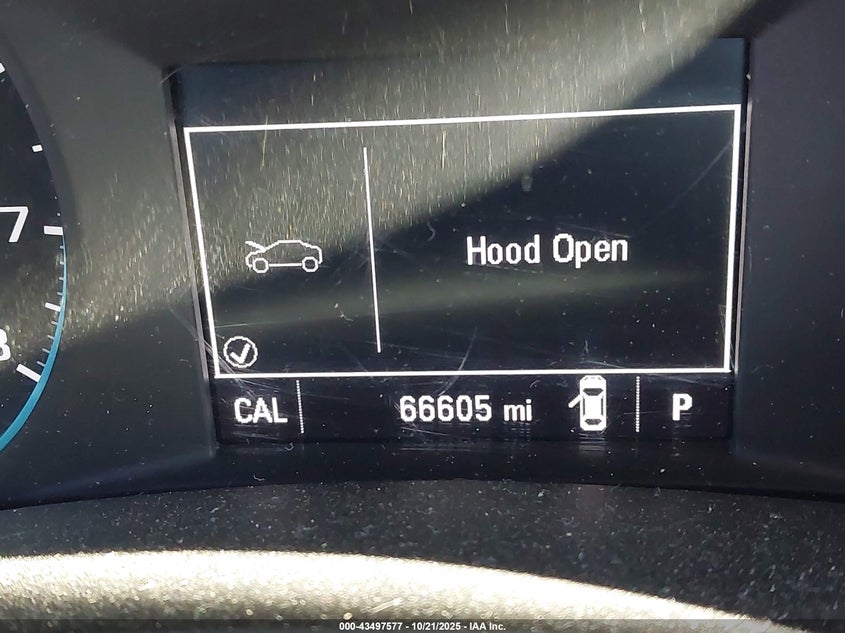 7
8
Hood Open
CAL 66605 mi P
000-43497577 - 10/21/2025 - IAA Inc.